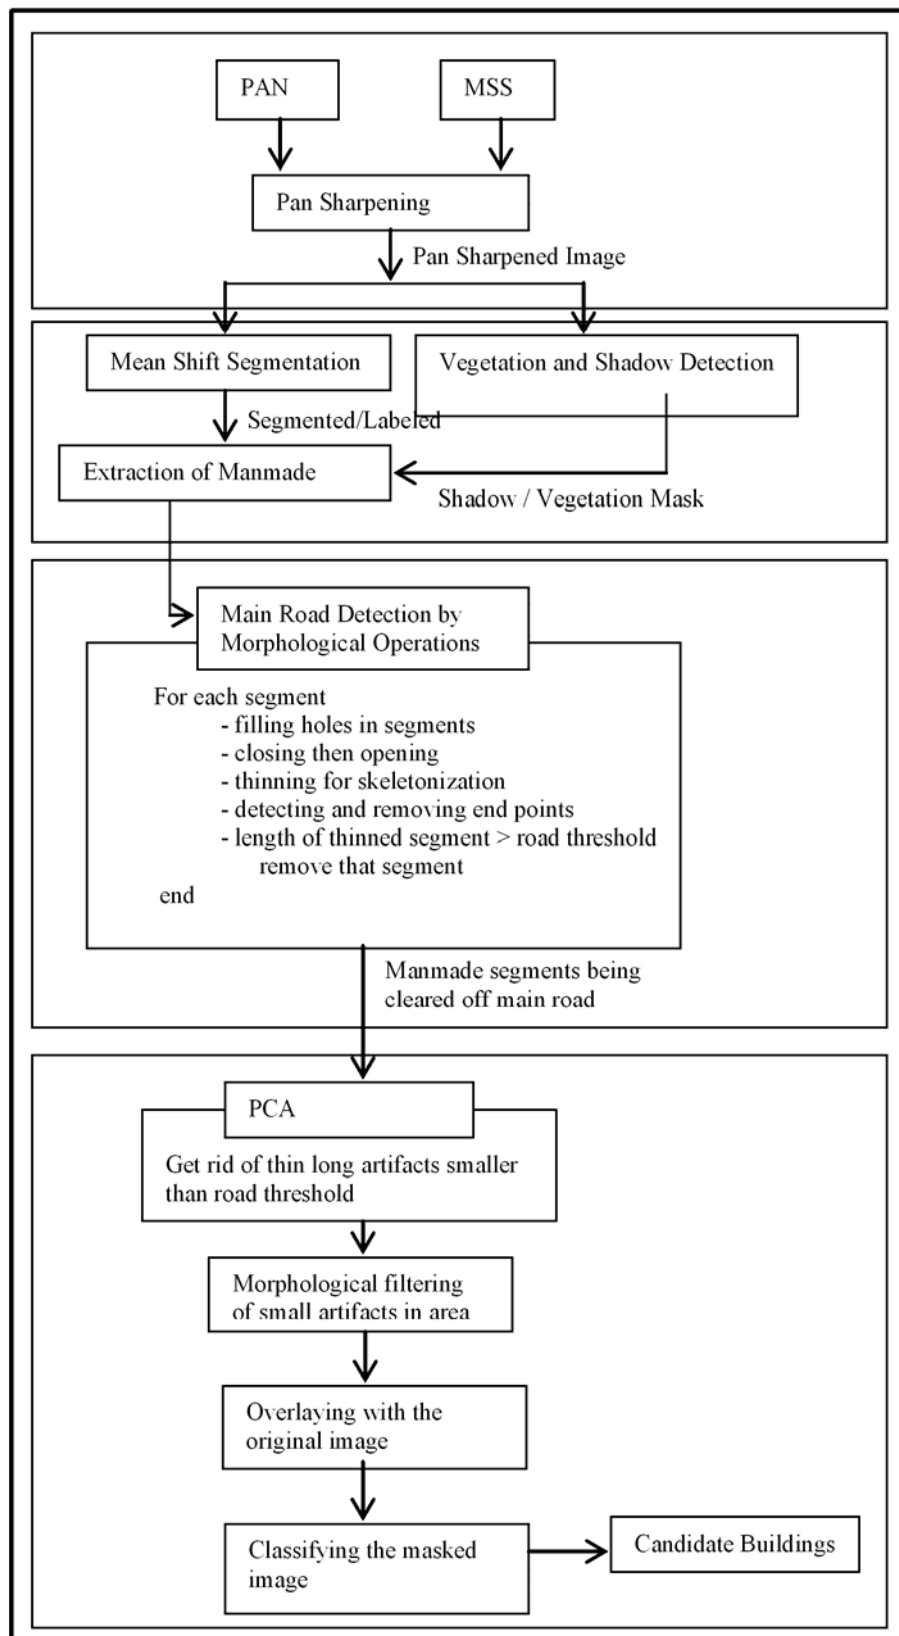 PAN
MSS
Pan Sharpening
Pan Sharpened Image
Mean Shift Segmentation
Vegetation and Shadow Detection
Segmented/Labeled
Extraction of Manmade
Shadow / Vegetation Mask
Main Road Detection by
Morphological Operations
For each segment
- filling holes in segments
- closing then opening
- thinning for skeletonization
- detecting and removing end points
- length of thinned segment > road threshold
remove that segment
end
Manmade segments being
cleared off main road
PCA
Get rid of thin long artifacts smaller
than road threshold
Morphological filtering
of small artifacts in area
Overlaying with the
original image
Classifying the masked
image
Candidate Buildings